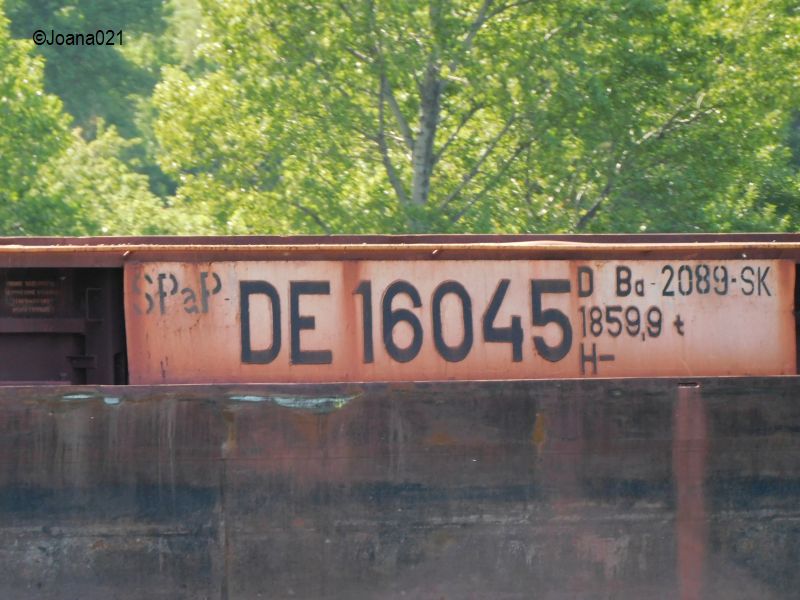 ©Joana021
SPaP- DE 16045 D Ba-2089-SK
1859,9 t
H-